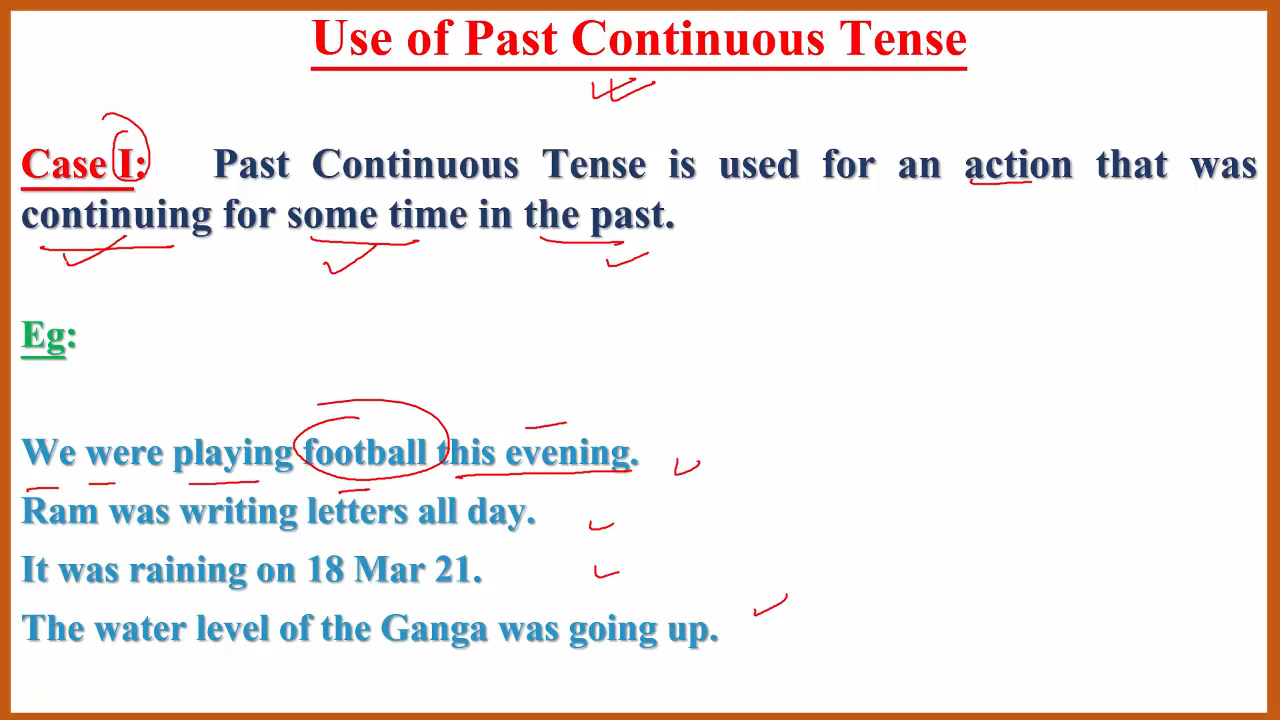 Use of Past Continuous Tense
Case I: Past Continuous Tense is used for an action that was
continuing for some time in the past.
Eg:
We were playing football this evening.
Ram was writing letters all day.
It was raining on 18 Mar 21.
The water level of the Ganga was going up.